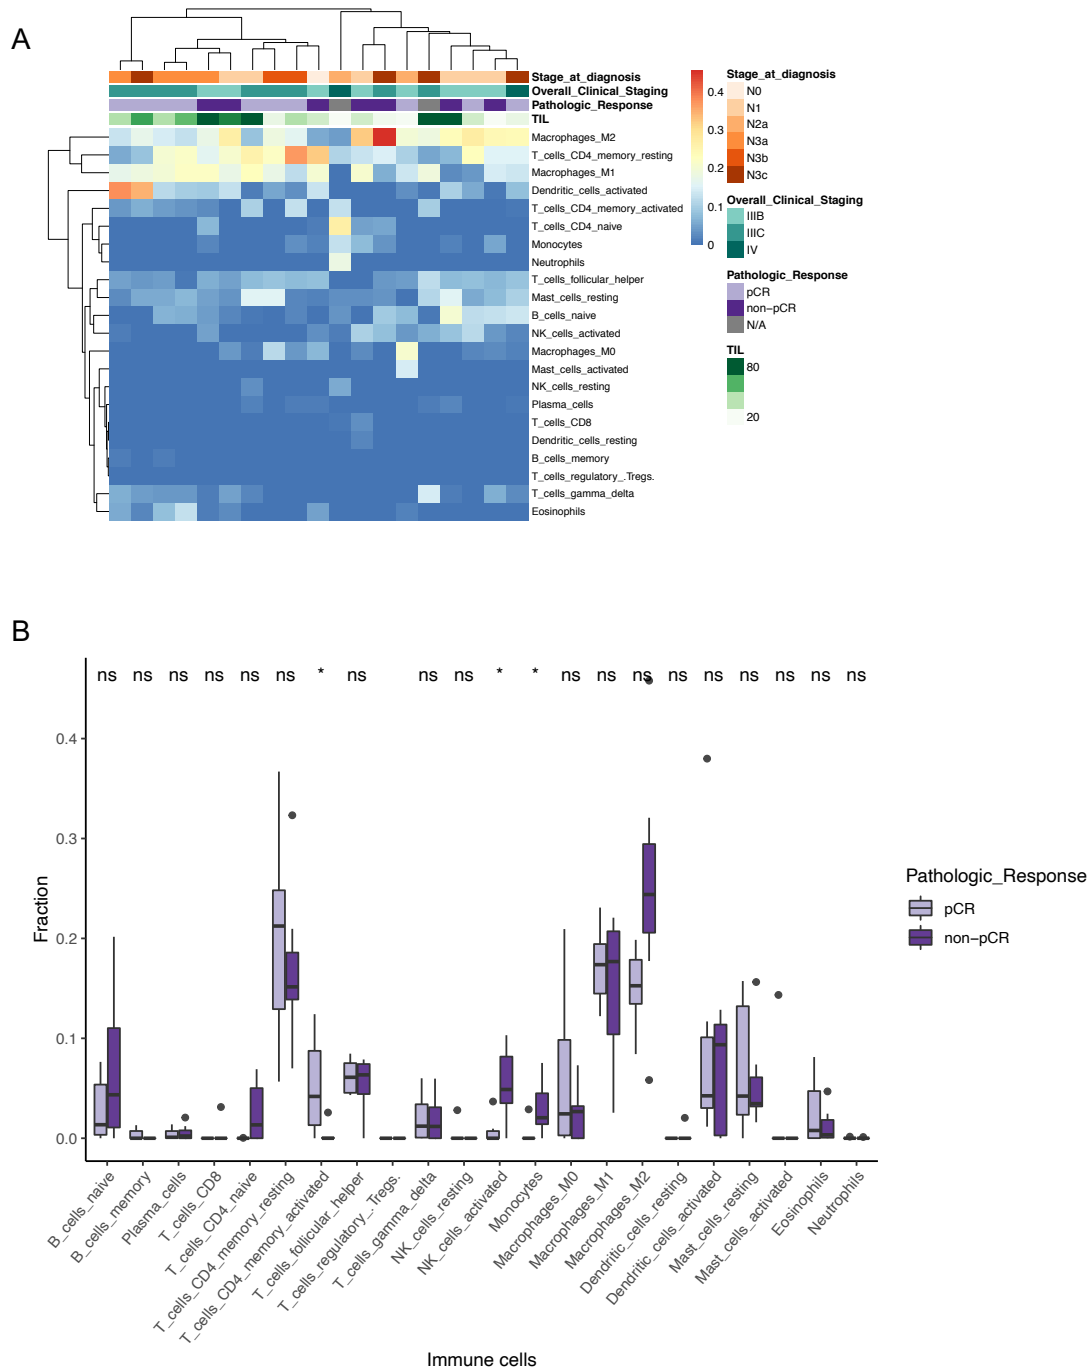 A
Stage_at_diagnosis
Overall_Clinical_Staging
Pathologic_Response
TIL
Macrophages_M2
T_cells_CD4_memory_resting
Macrophages_M1
Dendritic_cells_activated
T_cells_CD4_memory_activated
T_cells_CD4_naive
Monocytes
Neutrophils
T_cells_follicular_helper
Mast_cells_resting
B_cells_naive
NK_cells_activated
Macrophages_M0
Mast_cells_activated
NK_cells_resting
Plasma_cells
T_cells_CD8
Dendritic_cells_resting
B_cells_memory
T_cells_regulatory_.Tregs.
T_cells_gamma_delta
Eosinophils
0.4
0.3
0.2
0.1
0
Stage_at_diagnosis
N0
N1
N2a
N3a
N3b
N3c
Overall_Clinical_Staging
IIIB
IIIC
IV
Pathologic_Response
pCR
non-pCR
N/A
TIL
80
20
B
ns ns ns ns ns ns * ns ns ns * * ns ns ns ns ns ns ns ns ns
0.4
0.3
0.2
0.1
0.0
Fraction
B_cells_naive
B_Cells_memory
Plasma_cells
T_cells_CD8
T_cells_CD4_naive
T_cells_CD4_memory_resting
T_cells_CD4_memory_activated
T_cells_follicular_helper
T_cells_regulatory_.Tregs.
T_cells_gamma_delta
NK_cells_resting
NK_cells_activated
Monocytes
Macrophages_M0
Macrophages_M1
Macrophages_M2
Dendritic_cells_resting
Dendritic_cells_activated
Mast_cells_resting
Mast_cells_activated
Eosinophils
Neutrophils
Immune cells
Pathologic_Response
pCR
non-pCR